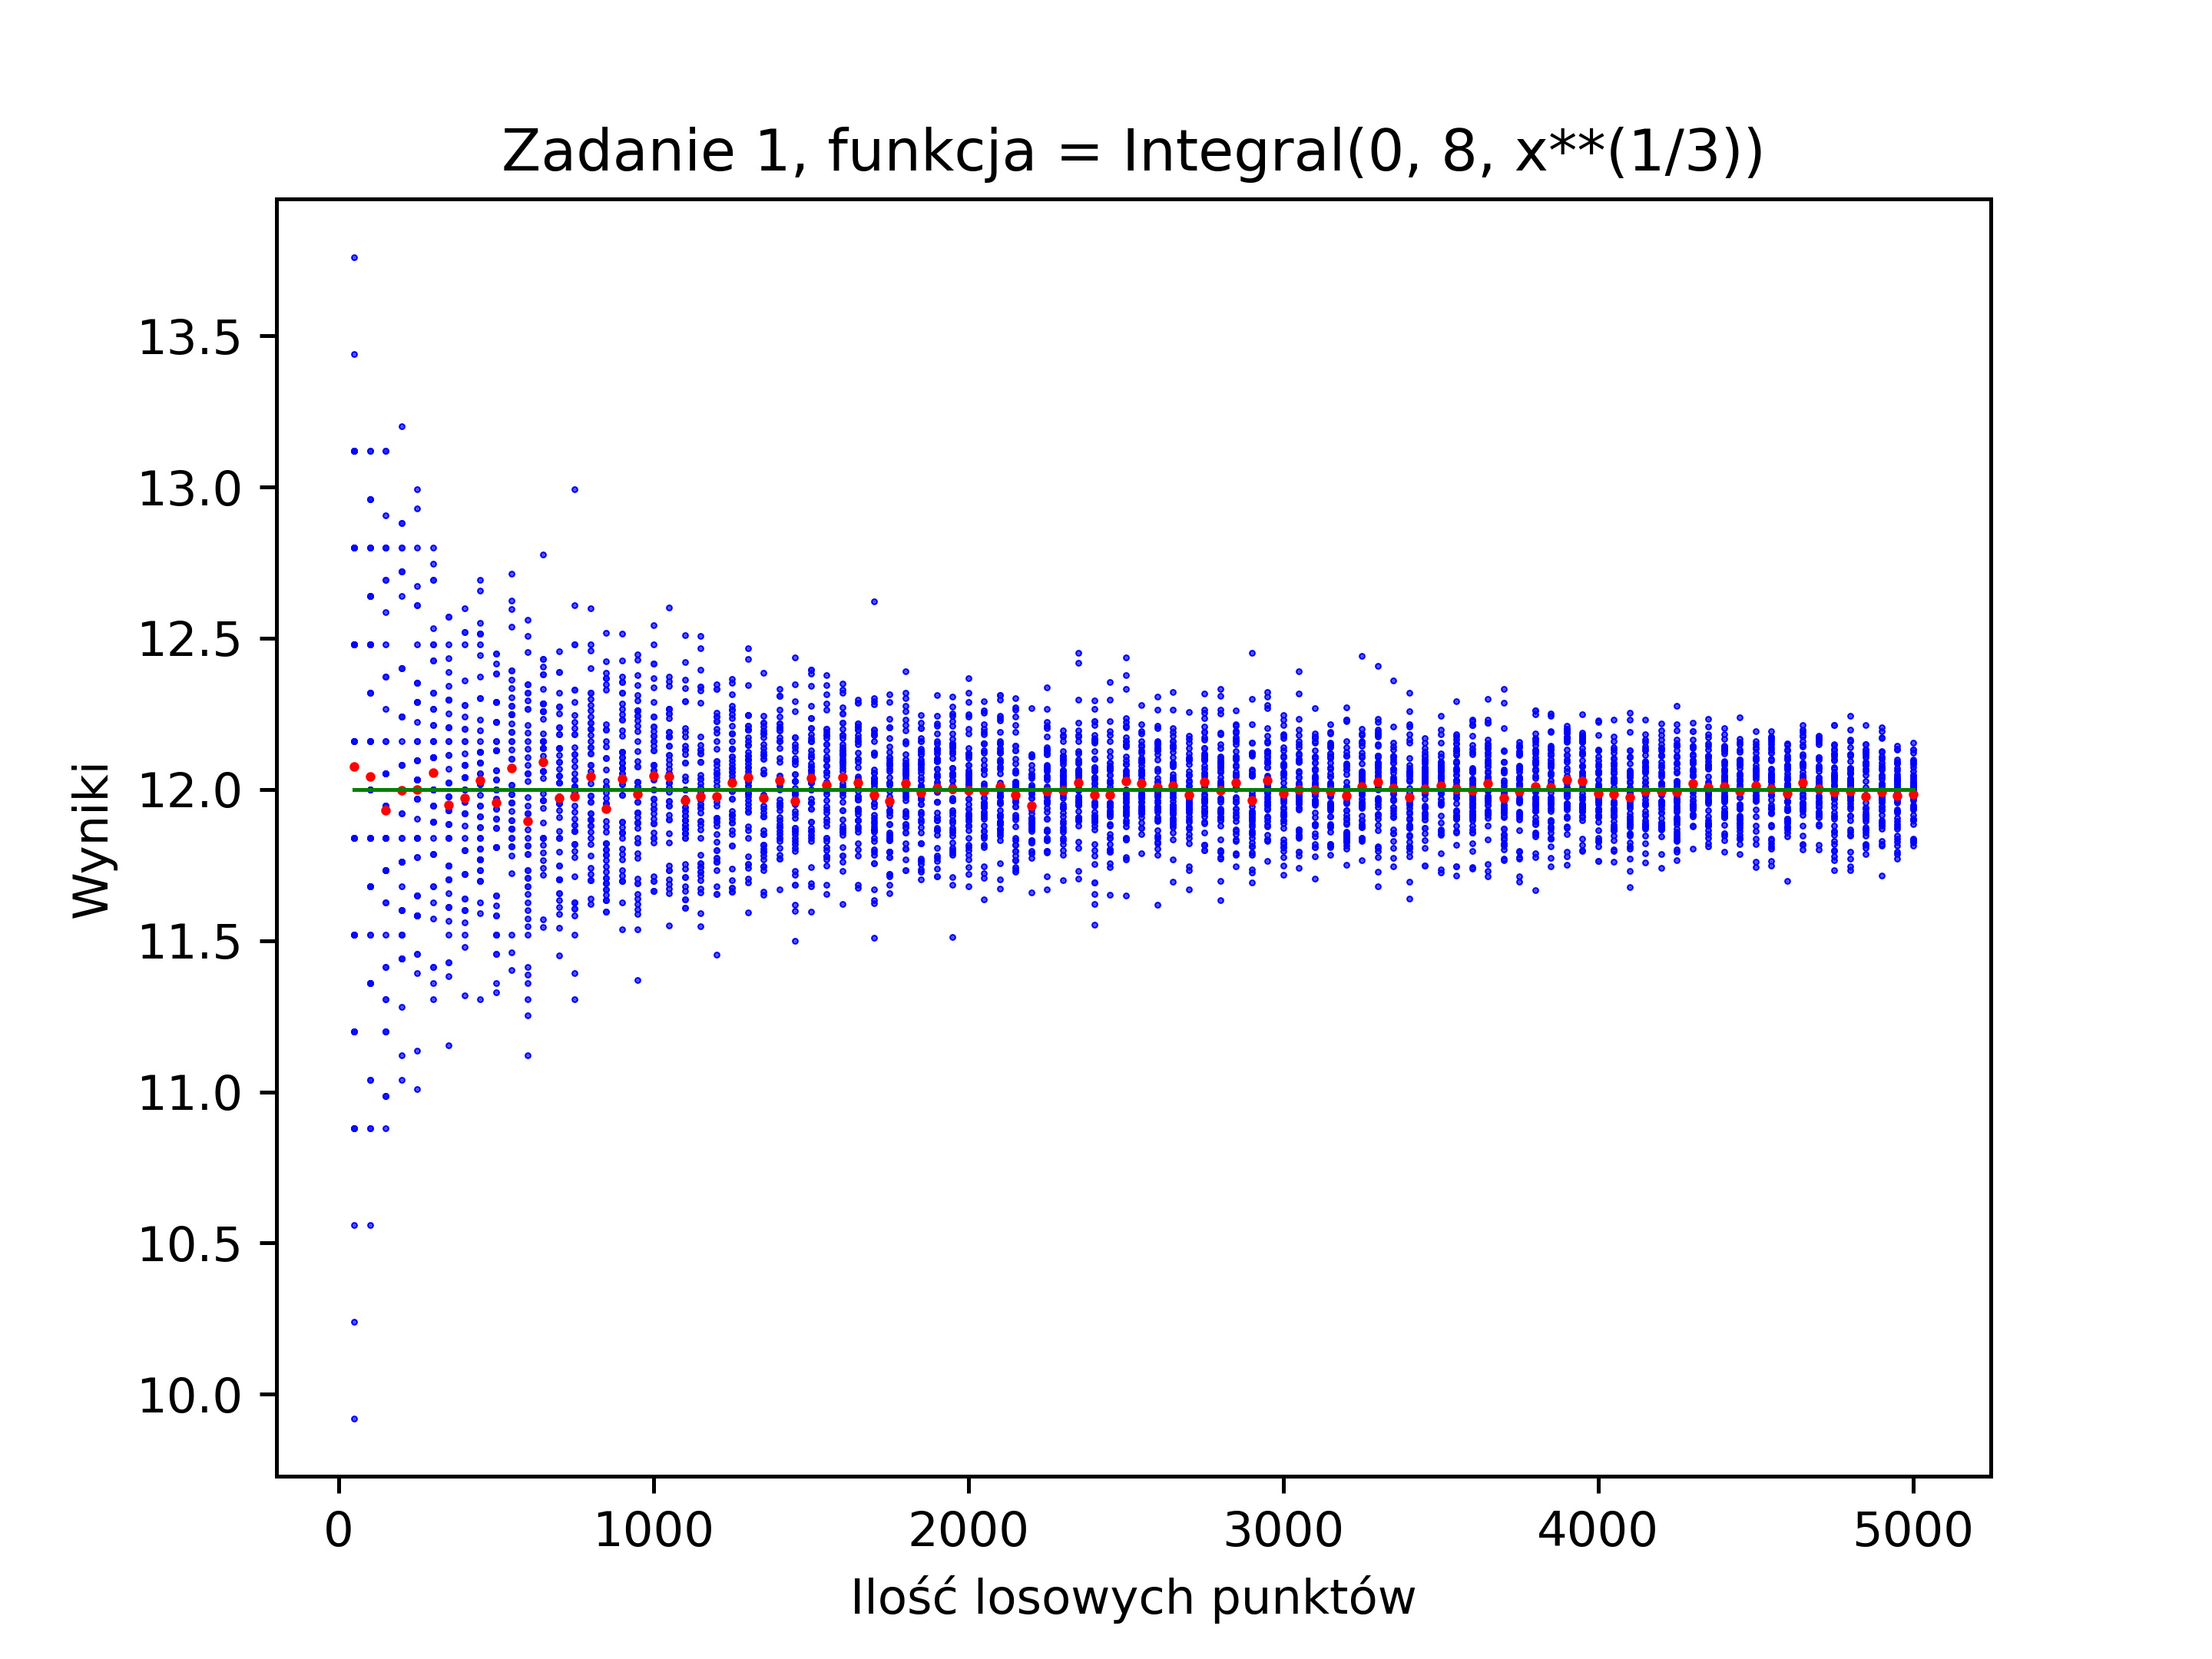 Zadanie 1, funkcja = Integral(0, 8, x**(1/3))
13.5
13.0
12.5
12.0
11.5
11.0
10.5
10.0
Wyniki
0 1000 2000 3000 4000 5000
Ilość losowych punktów